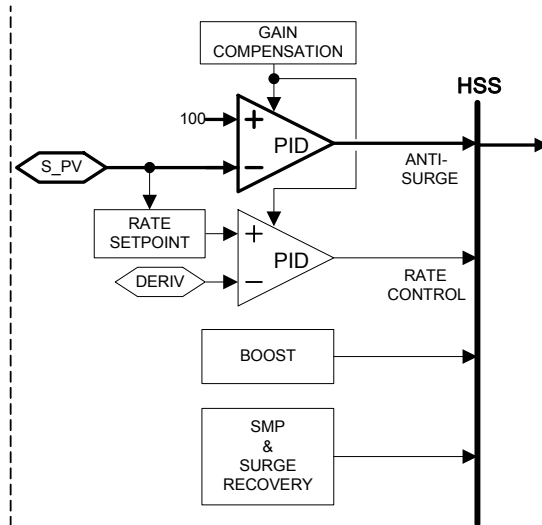 GAIN
COMPENSATION
HSS
100
+
PID
−
S_PV
ANTI-
SURGE
RATE
SETPOINT
+
PID
−
DERIV
RATE
CONTROL
BOOST
SMP
&
SURGE
RECOVERY